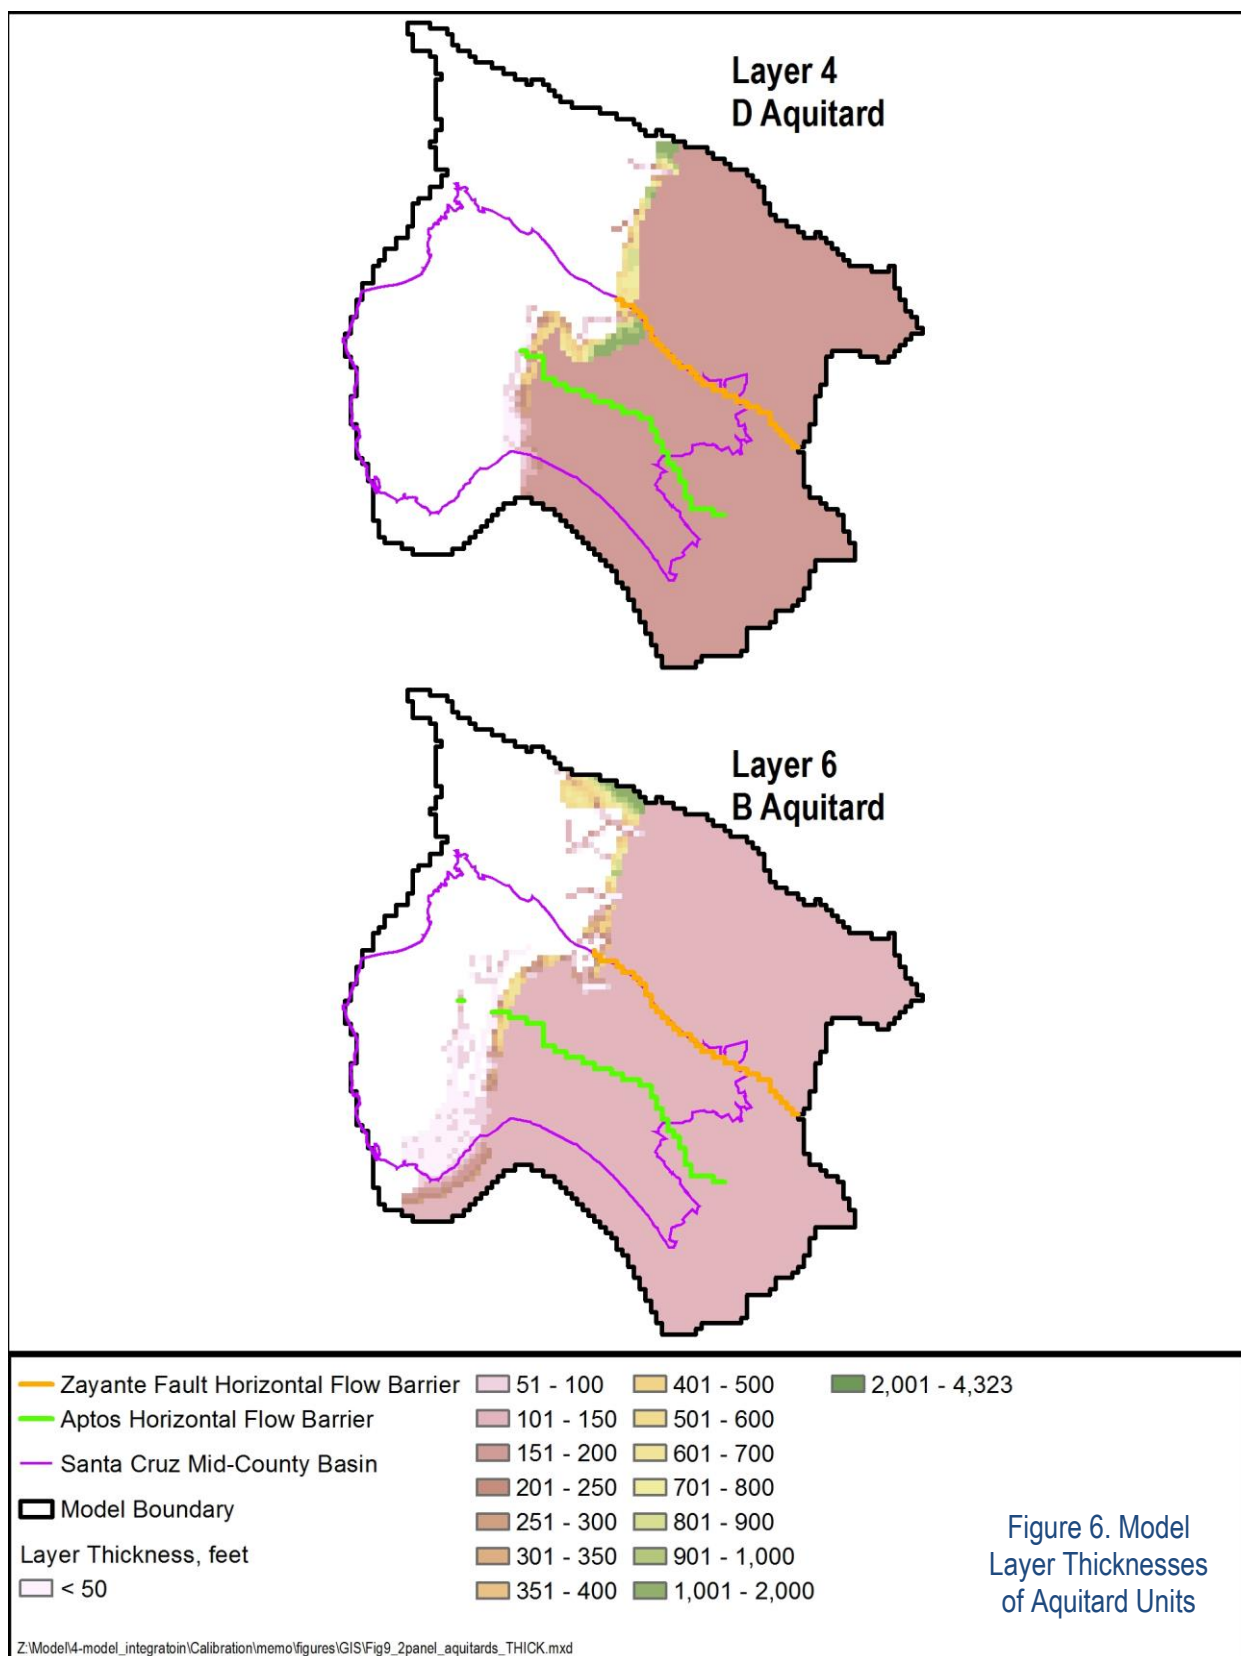 Layer 4
D Aquitard
Layer 6
B Aquitard
Zayante Fault Horizontal Flow Barrier
Aptos Horizontal Flow Barrier
Santa Cruz Mid-County Basin
Model Boundary
Layer Thickness, feet
< 50
51 - 100
101 - 150
151 - 200
201 - 250
251 - 300
301 - 350
351 - 400
401 - 500
501 - 600
601 - 700
701 - 800
801 - 900
901 - 1,000
1,001 - 2,000
2,001 - 4,323
Figure 6. Model
Layer Thicknesses
of Aquitard Units
Z:\Model\4-model_integratoin\Calibration\memo\figures\GIS\Fig9_2panel_aquitards_THICK.mxd